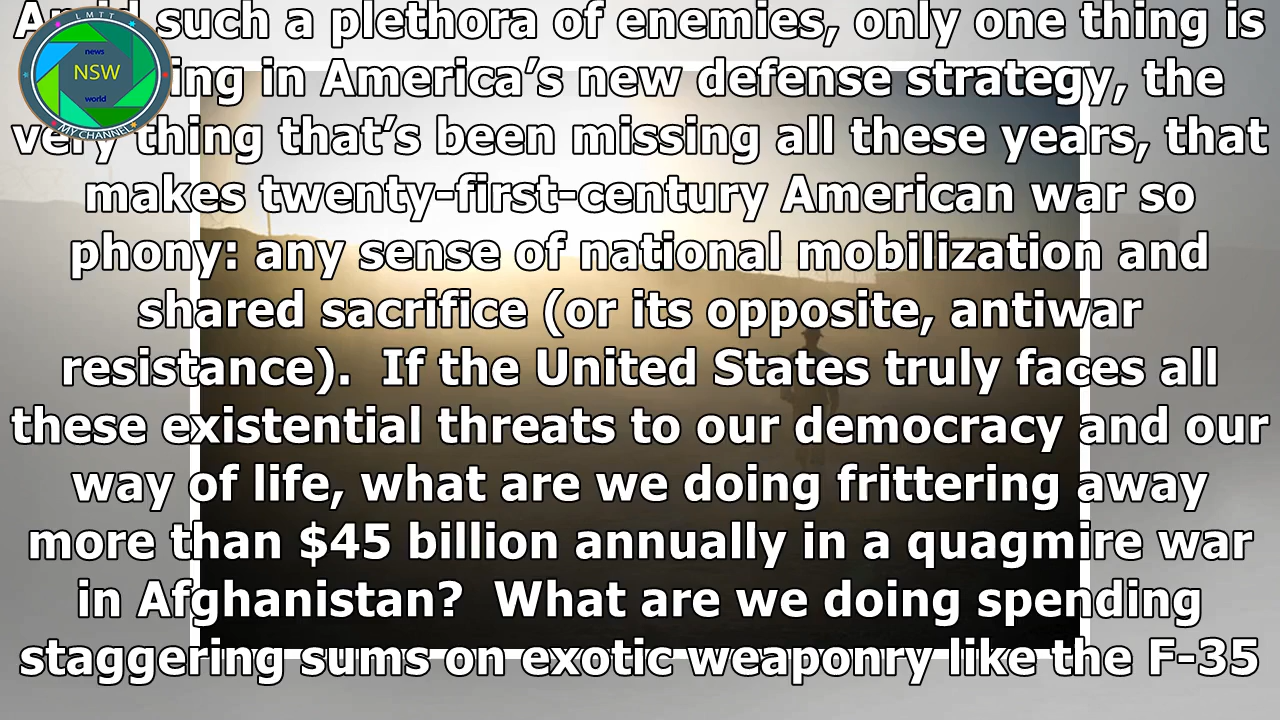 LMTT
news
NSW
world
MY CHANNEL
such a plethora of enemies, only one thing is
ing in America’s new defense strategy, the
very thing that’s been missing all these years, that
makes twenty-first-century American war so
phony: any sense of national mobilization and
shared sacrifice (or its opposite, antiwar
resistance).  If the United States truly faces all
these existential threats to our democracy and our
way of life, what are we doing frittering away
more than $45 billion annually in a quagmire war
in Afghanistan?  What are we doing spending
staggering sums on exotic weaponry like the F-35